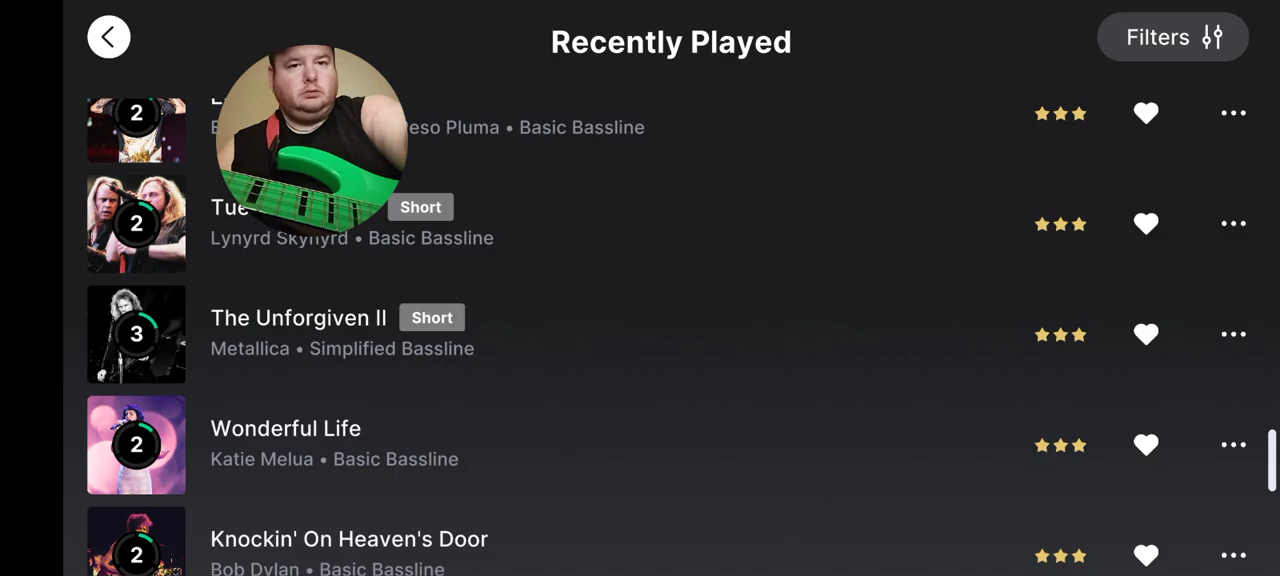 Recently Played
Filters
2
eso Pluma • Basic Bassline
2
Tue
Short
Lynyrd Skynyrd • Basic Bassline
3
The Unforgiven II
Short
Metallica • Simplified Bassline
2
Wonderful Life
Katie Melua • Basic Bassline
2
Knockin' On Heaven's Door
Bob Dylan • Basic Bassline